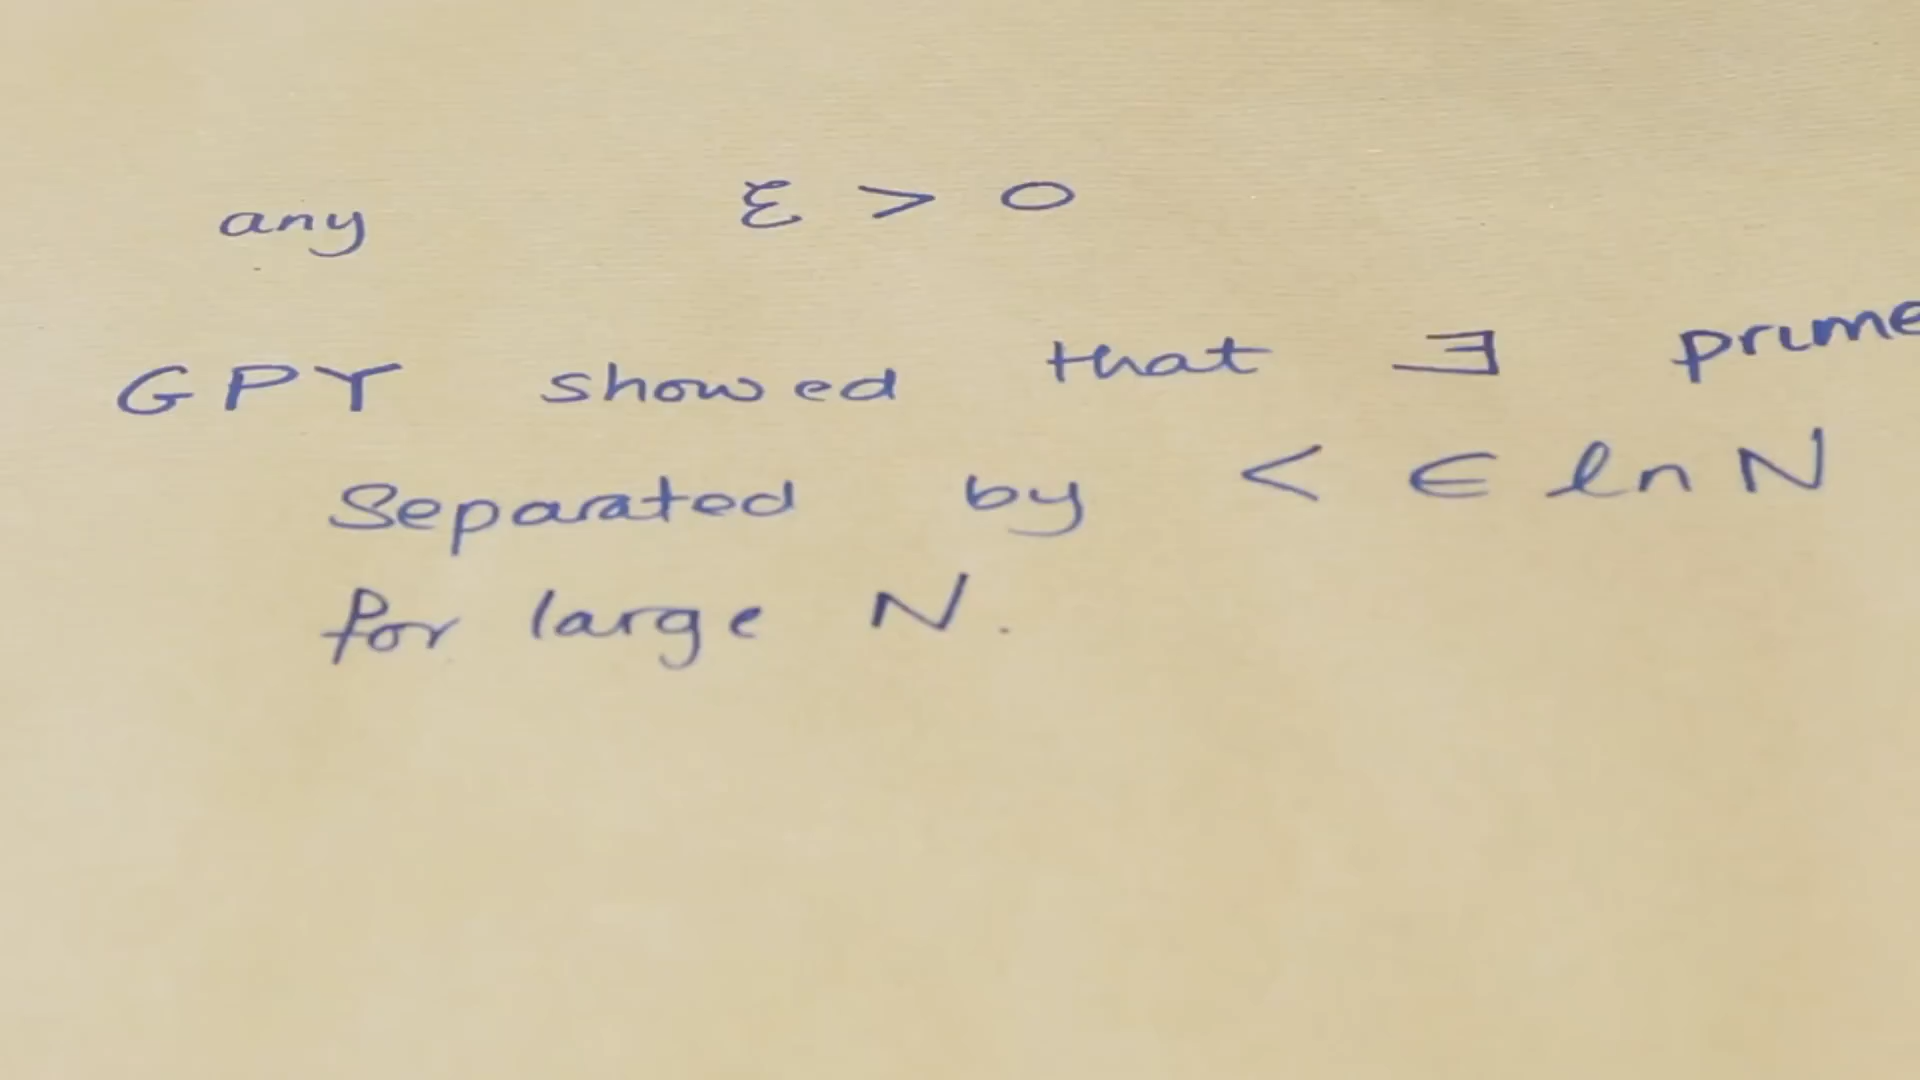 any ε > 0
GPY showed that ∃ prime
Separated by < ∈ ln N
for large N.